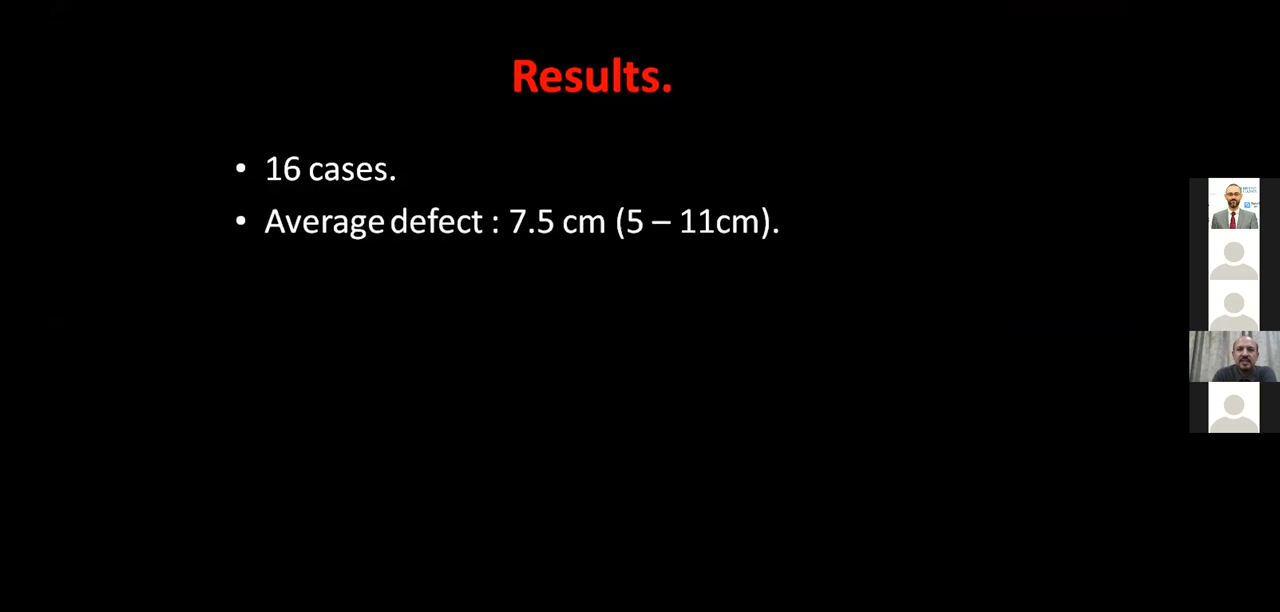 Results.
• 16 cases.
• Average defect : 7.5 cm (5 – 11cm).